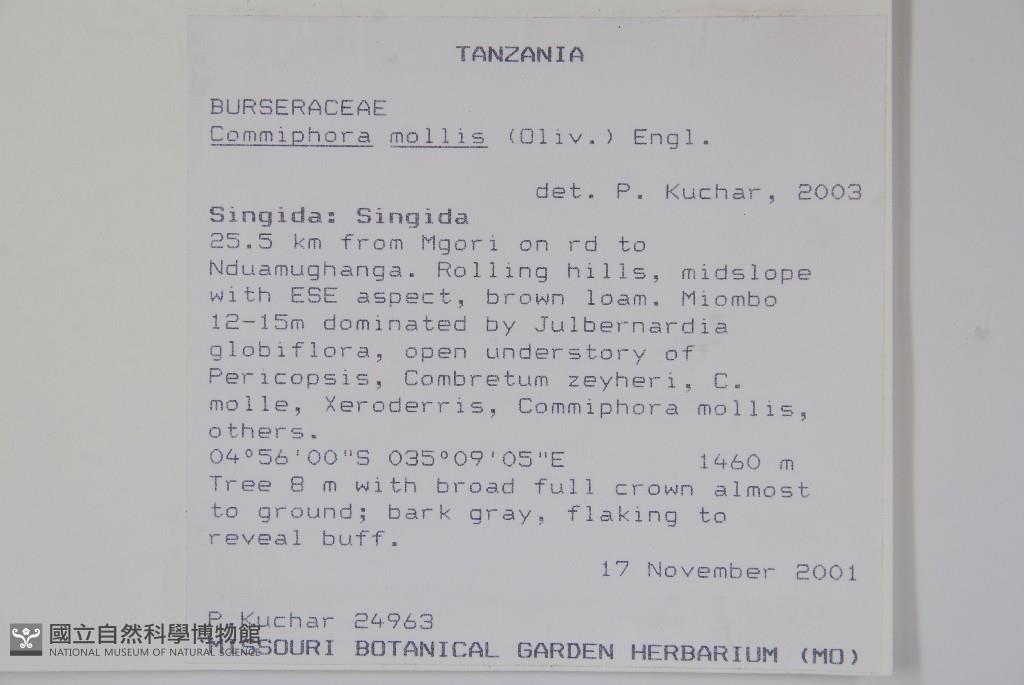 TANZANIA
BURSERACEAE
Commiphora mollis (Oliv.) Engl.
det. P. Kuchar, 2003
Singida: Singida
25.5 km from Mgori on rd to
Nduamughanga. Rolling hills, midslope
with ESE aspect, brown loam. Miombo
12-15m dominated by Julbernardia
globiflora, open understory of
Pericopsis, Combretum zeyheri, C.
molle, Xeroderris, Commiphora mollis,
others.
04°56'00"S 035°09'05"E 1460 m
Tree 8 m with broad full crown almost
to ground; bark gray, flaking to
reveal buff.
17 November 2001
P.Kuchar 24963
MISSOURI BOTANICAL GARDEN HERBARIUM (MO)
國立自然科學博物館
NATIONAL MUSEUM OF NATURAL SCIENCE